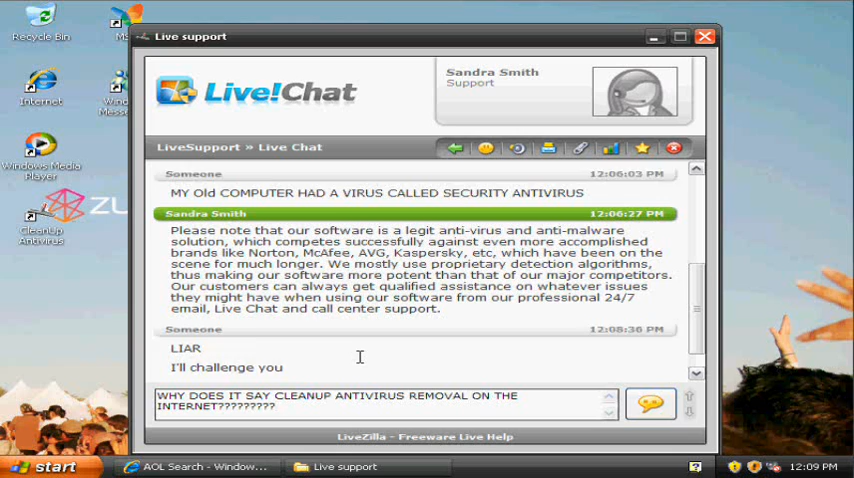 Live support
Recycle Bin
MS
Internet
Wind
Messe
Windows Media
Player
ZU
CleanUp
Antivirus
Live!Chat
Sandra Smith
Support
LiveSupport » Live Chat
Someone 12:06:03 PM
MY Old COMPUTER HAD A VIRUS CALLED SECURITY ANTIVIRUS
Sandra Smith 12:06:27 PM
Please note that our software is a legit anti-virus and anti-malware
solution, which competes successfully against even more accomplished
brands like Norton, McAfee, AVG, Kaspersky, etc, which have been on the
scene for much longer. We mostly use proprietary detection algorithms,
thus making our software more potent than that of our major competitors.
Our customers can always get qualified assistance on whatever issues
they might have when using our software from our professional 24/7
email, Live Chat and call center support.
Someone 12:08:36 PM
LIAR
I'll challenge you
WHY DOES IT SAY CLEANUP ANTIVIRUS REMOVAL ON THE
INTERNET?????????
LiveZilla - Freeware Live Help
start
AOL Search - Window...
Live support
12:09 PM